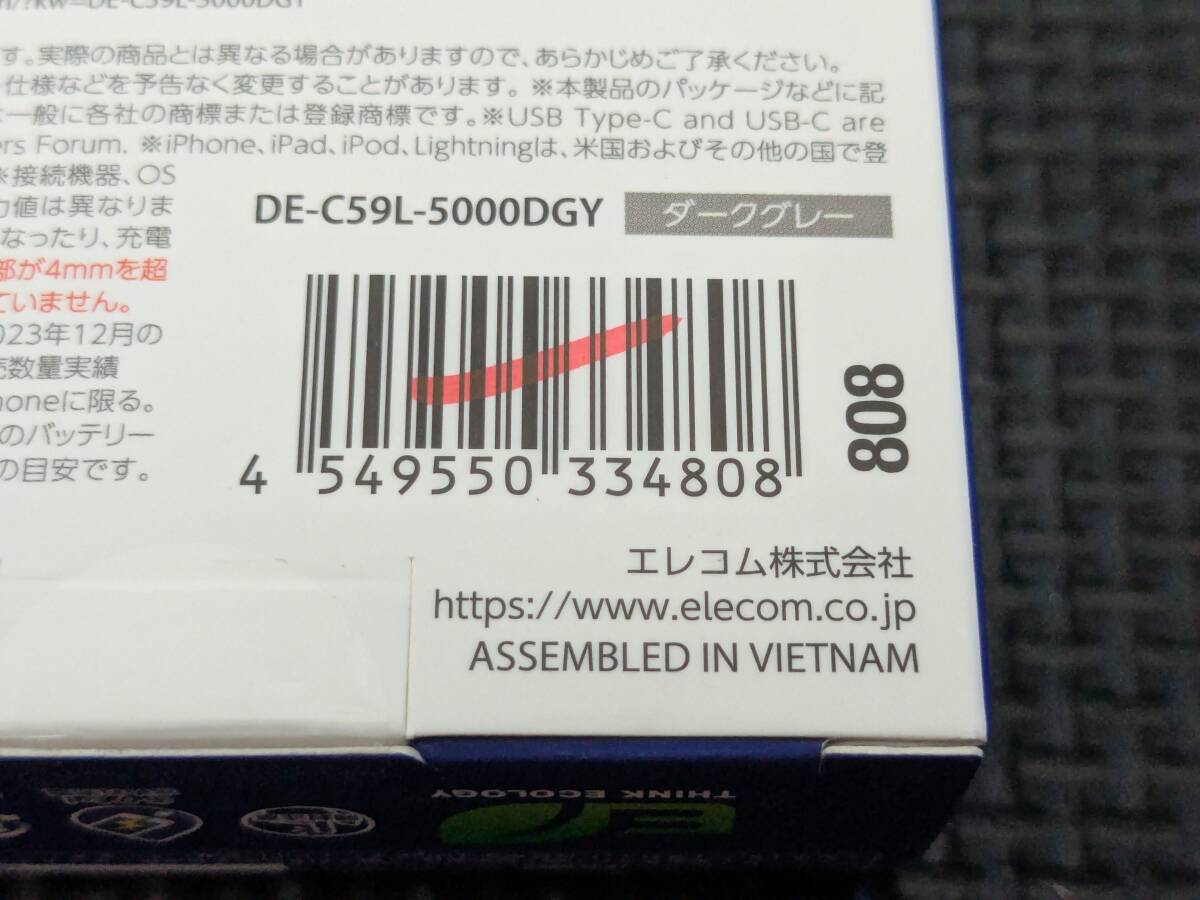 n/?kw=DE-C59L-5000DGY
す。実際の商品とは異なる場合がありますので、あらかじめご了承ください。
仕様などを予告なく変更することがあります。 ※本製品のパッケージなどに記
一般に各社の商標または登録商標です。※USB Type-C and USB-C are
ers Forum. ※iPhone、iPad、iPod、Lightningは、米国およびその他の国で登
※接続機器、OS
力値は異なりま
なったり、充電
部が4mmを超
ていません。
023年12月の
売数量実績
honeに限る。
のバッテリー
の目安です。
DE-C59L-5000DGY ダークグレー
4 549550 334808
808
エレコム株式会社
https://www.elecom.co.jp
ASSEMBLED IN VIETNAM
THINK ECOLOGY